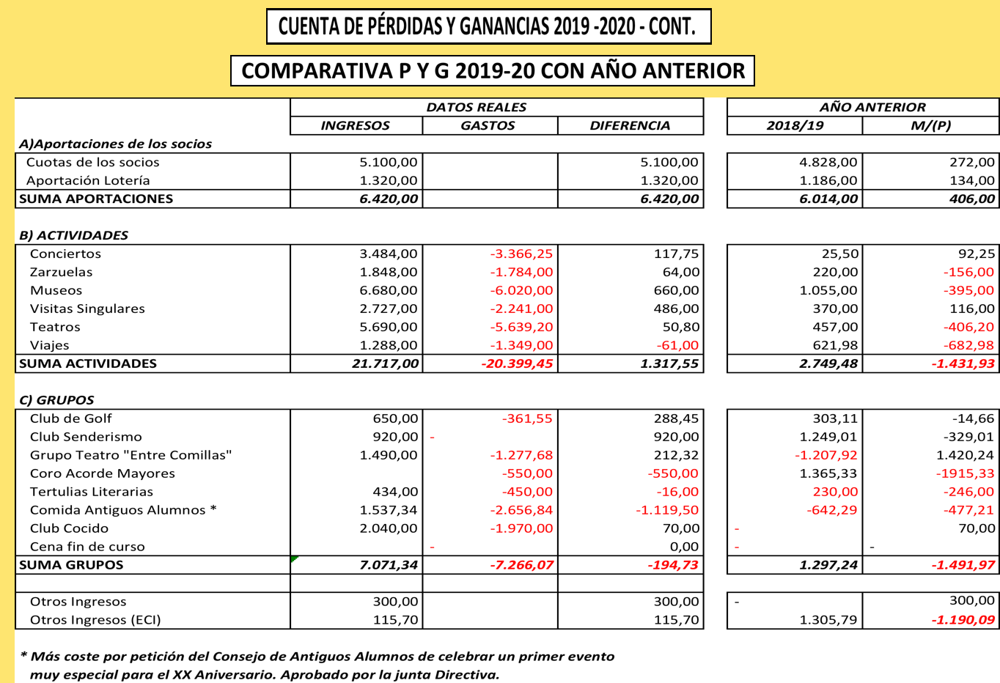 CUENTA DE PÉRDIDAS Y GANANCIAS 2019 -2020 - CONT.
COMPARATIVA P Y G 2019-20 CON AÑO ANTERIOR
DATOS REALES AÑO ANTERIOR
INGRESOS GASTOS DIFERENCIA 2018/19 M/(P)
A)Aportaciones de los socios
Cuotas de los socios 5.100,00 5.100,00 4.828,00 272,00
Aportación Lotería 1.320,00 1.320,00 1.186,00 134,00
SUMA APORTACIONES 6.420,00 6.420,00 6.014,00 406,00
B) ACTIVIDADES
Conciertos 3.484,00 -3.366,25 117,75 25,50 92,25
Zarzuelas 1.848,00 -1.784,00 64,00 220,00 -156,00
Museos 6.680,00 -6.020,00 660,00 1.055,00 -395,00
Visitas Singulares 2.727,00 -2.241,00 486,00 370,00 116,00
Teatros 5.690,00 -5.639,20 50,80 457,00 -406,20
Viajes 1.288,00 -1.349,00 -61,00 621,98 -682,98
SUMA ACTIVIDADES 21.717,00 -20.399,45 1.317,55 2.749,48 -1.431,93
C) GRUPOS
Club de Golf 650,00 -361,55 288,45 303,11 -14,66
Club Senderismo 920,00 - 920,00 1.249,01 -329,01
Grupo Teatro "Entre Comillas" 1.490,00 -1.277,68 212,32 -1.207,92 1.420,24
Coro Acorde Mayores -550,00 -550,00 1.365,33 -1915,33
Tertulias Literarias 434,00 -450,00 -16,00 230,00 -246,00
Comida Antiguos Alumnos * 1.537,34 -2.656,84 -1.119,50 -642,29 -477,21
Club Cocido 2.040,00 -1.970,00 70,00 - 70,00
Cena fin de curso - 0,00 - -
SUMA GRUPOS 7.071,34 -7.266,07 -194,73 1.297,24 -1.491,97
Otros Ingresos 300,00 300,00 - 300,00
Otros Ingresos (ECI) 115,70 115,70 1.305,79 -1.190,09
* Más coste por petición del Consejo de Antiguos Alumnos de celebrar un primer evento
muy especial para el XX Aniversario. Aprobado por la junta Directiva.